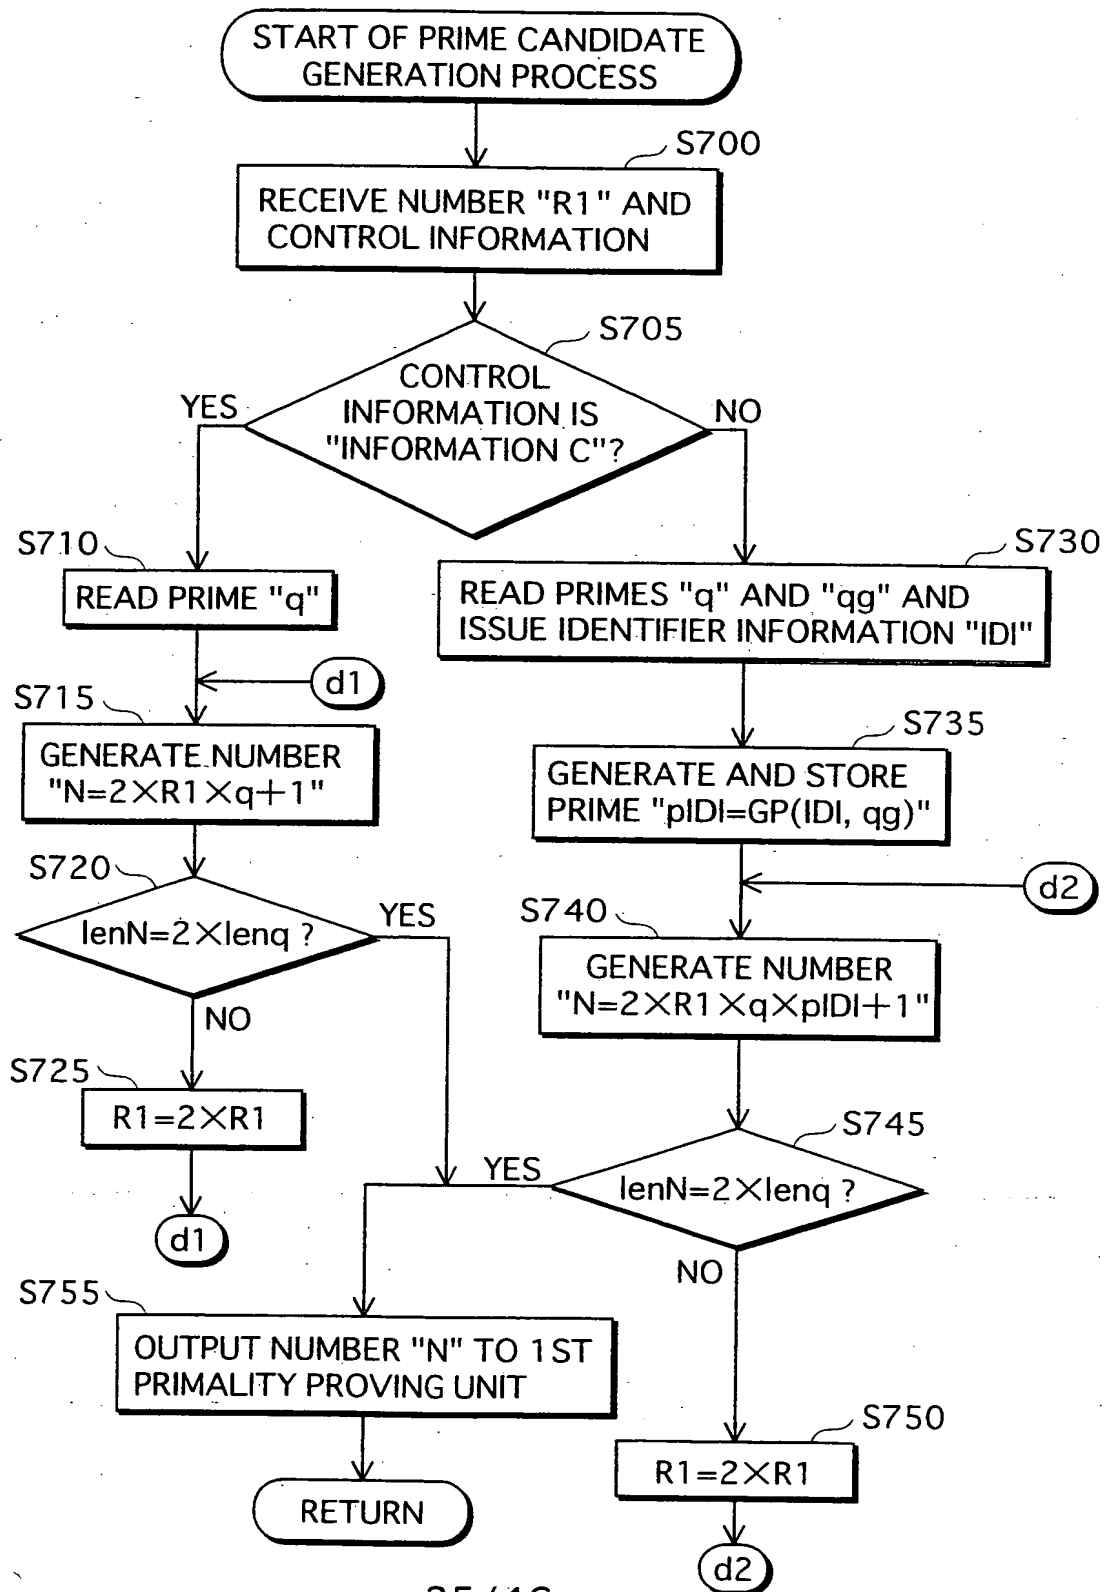 START OF PRIME CANDIDATE
GENERATION PROCESS
S700
RECEIVE NUMBER "R1" AND
CONTROL INFORMATION
S705
CONTROL
INFORMATION IS
"INFORMATION C"?
YES
NO
S710
READ PRIME "q"
S730
READ PRIMES "q" AND "qg" AND
ISSUE IDENTIFIER INFORMATION "IDI"
d1
S715
GENERATE NUMBER
"N=2×R1×q+1"
S735
GENERATE AND STORE
PRIME "pIDI=GP(IDI, qg)"
d2
S720
lenN=2×lenq ?
YES
NO
S740
GENERATE NUMBER
"N=2×R1×q×pIDI+1"
S725
R1=2×R1
d1
S745
lenN=2×lenq ?
YES
NO
S755
OUTPUT NUMBER "N" TO 1ST
PRIMALITY PROVING UNIT
RETURN
S750
R1=2×R1
d2